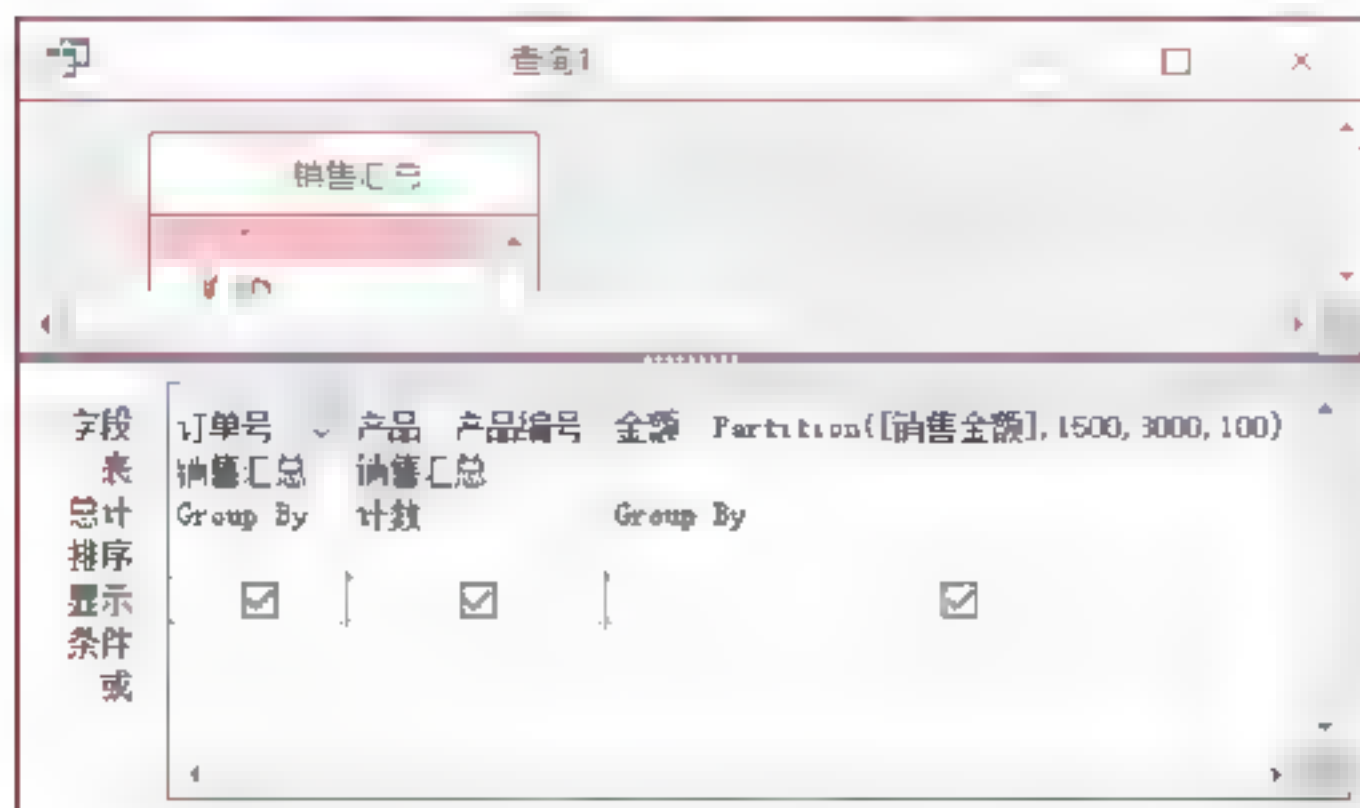 查询1
销售汇总
字段 订单号 产品 产品编号 金额 Partition([销售金额],1500,3000,100)
表 销售汇总 销售汇总
总计 Group By 计数 Group By
排序
显示
条件
或